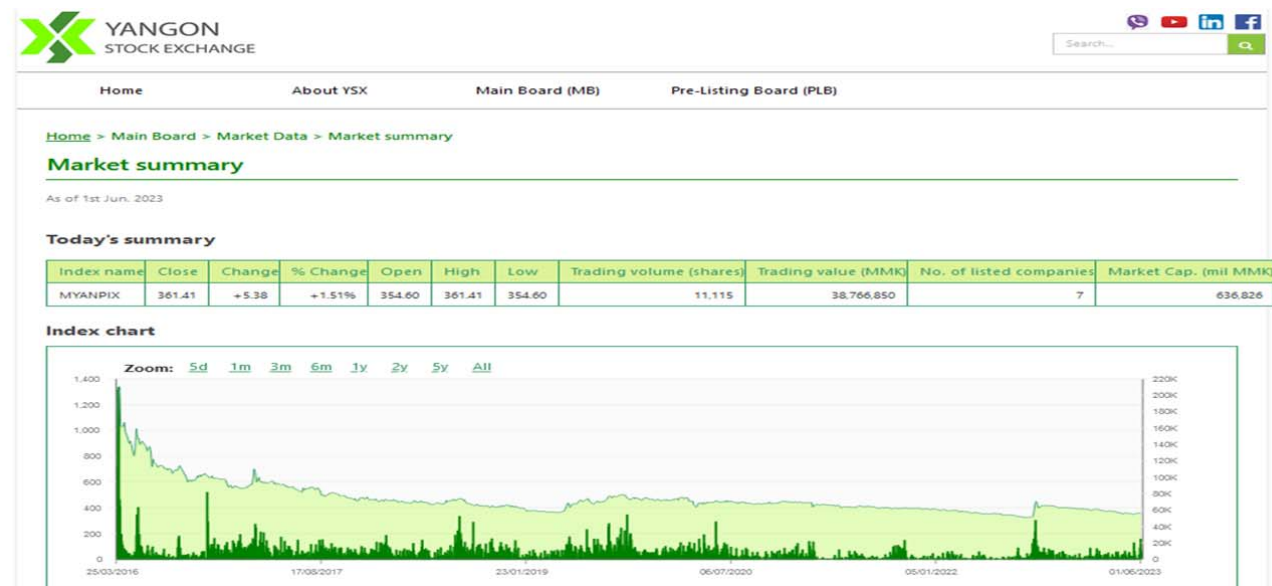 YANGON
STOCK EXCHANGE
Search...
Home About YSX Main Board (MB) Pre-Listing Board (PLB)
Home > Main Board > Market Data > Market summary
Market summary
As of 1st Jun. 2023
Today's summary
Index name Close Change % Change Open High Low Trading volume (shares) Trading value (MMK) No. of listed companies Market Cap. (mil MMK)
MYANPIX 361.41 +5.38 +1.51% 354.60 361.41 354.60 11,115 38,766,850 7 636,826
Index chart
Zoom: 5d 1m 3m 6m 1y 2y 5y All
1,400 220K
200K
1,200
180K
1,000 160K
140K
800
120K
600 100K
80K
400 60K
40K
200
20K
0 0
25/03/2016 17/08/2017 23/01/2019 06/07/2020 05/01/2022 01/06/2023